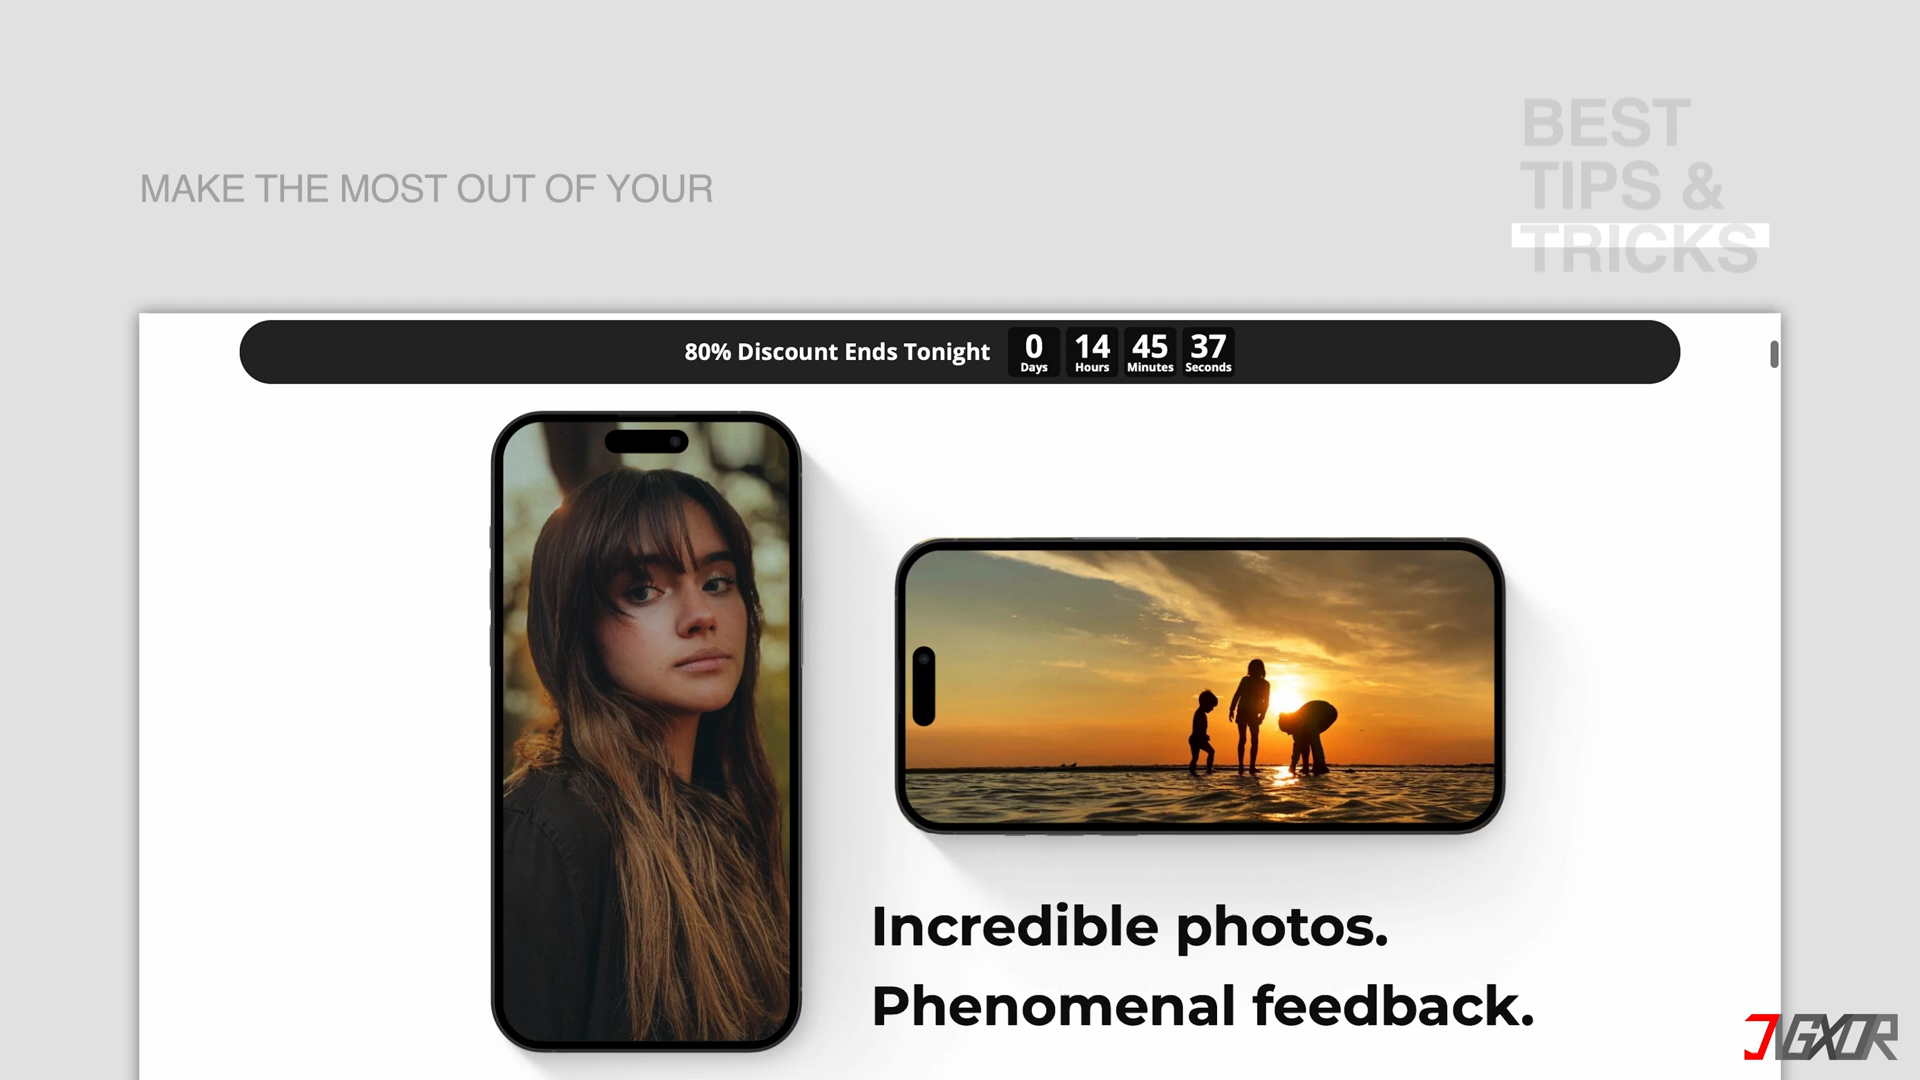 MAKE THE MOST OUT OF YOUR
BEST
TIPS &
TRICKS
80% Discount Ends Tonight
0 14 45 37
Days Hours Minutes Seconds
Incredible photos.
Phenomenal feedback.
JIGXOR